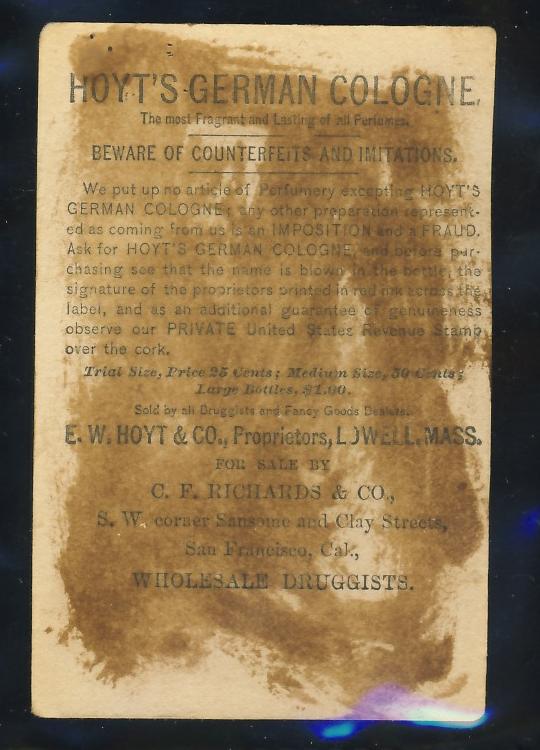 HOYT'S GERMAN COLOGNE.
The most Fragrant and Lasting of all Perfumes.
BEWARE OF COUNTERFEITS AND IMITATIONS.
We put up no article of Perfumery excepting HOYT'S
GERMAN COLOGNE; any other preparation represent-
ed as coming from us is an IMPOSITION and a FRAUD.
Ask for HOYT'S GERMAN COLOGNE, and before pur-
chasing see that the name is blown in the bottle, the
signature of the proprietors printed in red ink across the
label, and as an additional guarantee of genuineness
observe our PRIVATE United States Revenue Stamp
over the cork.
Trial Size, Price 25 Cents; Medium Size, 50 Cents;
Large Bottles, $1.00.
Sold by all Druggists and Fancy Goods Dealers.
E. W. HOYT & CO., Proprietors, LOWELL, MASS.
FOR SALE BY
C. F. RICHARDS & CO.,
S. W. corner Sansome and Clay Streets,
San Francisco, Cal.,
WHOLESALE DRUGGISTS.